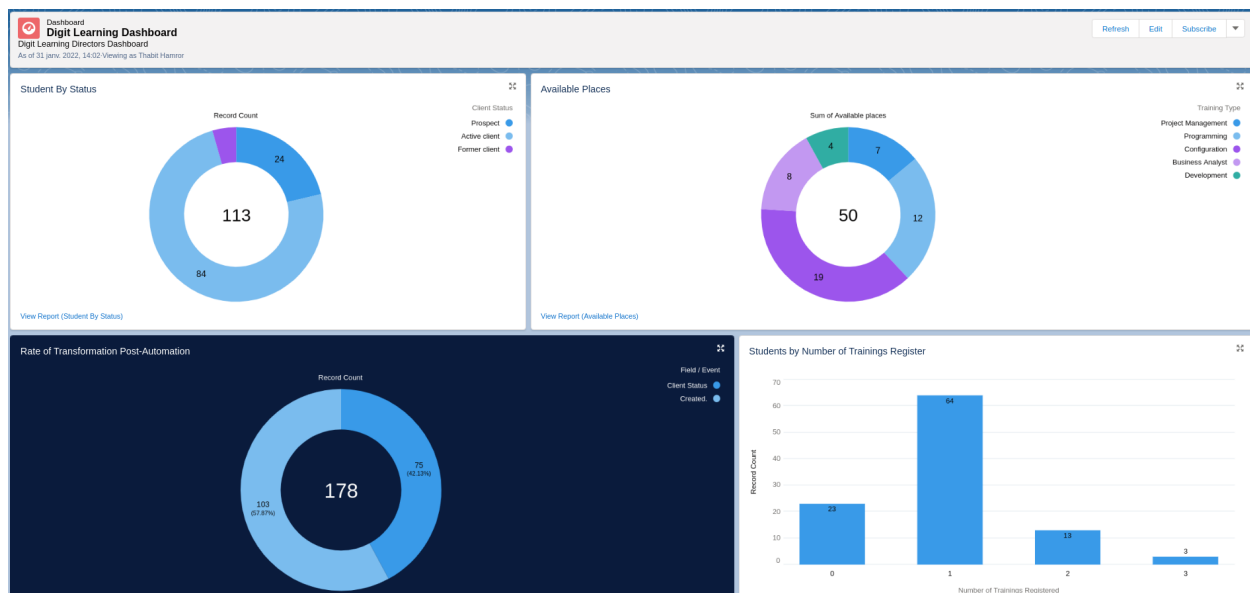 Dashboard
Digit Learning Dashboard
Digit Learning Directors Dashboard
As of 31 janv. 2022, 14:02·Viewing as Thabit Hamror
Refresh
Edit
Subscribe
Student By Status
Record Count
Client Status
Prospect
Active client
Former client
24
113
84
View Report (Student By Status)
Available Places
Sum of Available places
Training Type
Project Management
Programming
Configuration
Business Analyst
Development
4
7
8
50
12
19
View Report (Available Places)
Rate of Transformation Post-Automation
Record Count
Field / Event
Client Status
Created.
75
(42.13%)
178
103
(57.87%)
Students by Number of Trainings Register
Record Count
70
60
50
40
30
20
10
0
23
64
13
3
0
1
2
3
Number of Trainings Registered